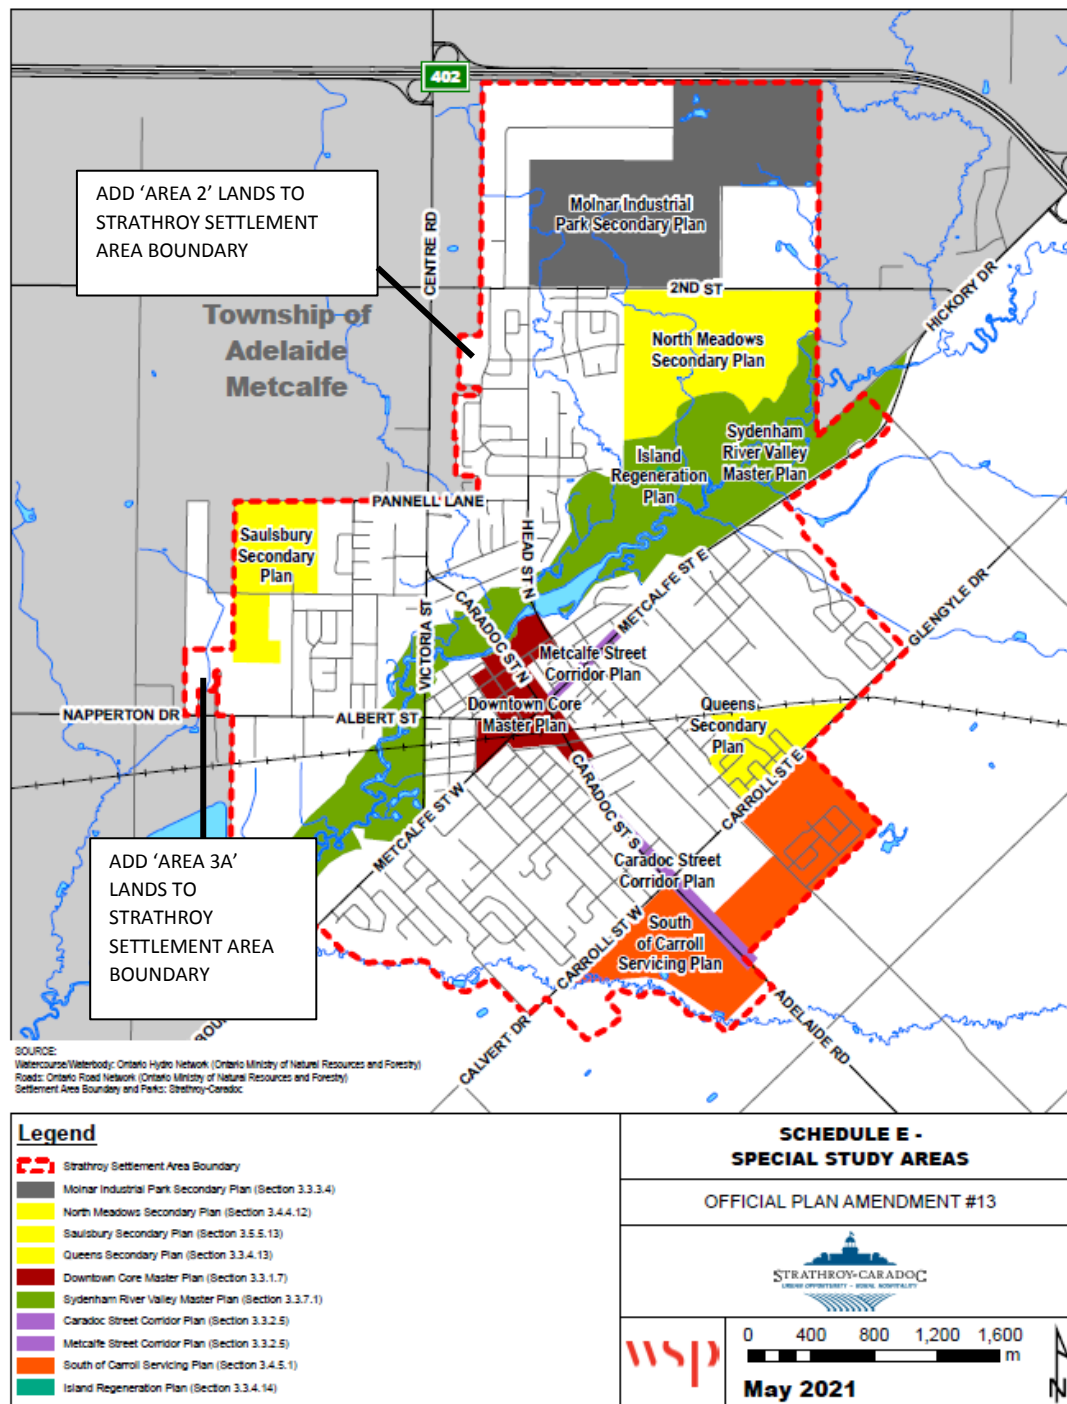 402
ADD ‘AREA 2’ LANDS TO
STRATHROY SETTLEMENT
AREA BOUNDARY
CENTRE RD
Molnar Industrial
Park Secondary Plan
2ND ST
HICKORY DR
Township of
Adelaide
Metcalfe
North Meadows
Secondary Plan
Sydenham
River Valley
Master Plan
Island
Regeneration
Plan
PANNELL LANE
HEAD ST N
Saulsbury
Secondary
Plan
METCALFE ST E
GLENGYLE DR
CARADOC ST N
VICTORIA ST
Metcalfe Street
Corridor Plan
NAPPERTON DR
ALBERT ST
Downtown Core
Master Plan
Queens
Secondary
Plan
CARROLL ST E
CARADOC ST S
METCALFE ST W
ADD ‘AREA 3A’
LANDS TO
STRATHROY
SETTLEMENT AREA
BOUNDARY
Caradoc Street
Corridor Plan
CARROLL ST W
South
of Carroll
Servicing Plan
ADELAIDE RD
CALVERT DR
SOURCE:
Watercourse/Waterbody: Ontario Hydro Network (Ontario Ministry of Natural Resources and Forestry)
Roads: Ontario Road Network (Ontario Ministry of Natural Resources and Forestry)
Settlement Area Boundary and Parks: Strathroy-Caradoc
Legend
Strathroy Settlement Area Boundary
Molnar Industrial Park Secondary Plan (Section 3.3.3.4)
North Meadows Secondary Plan (Section 3.4.4.12)
Saulsbury Secondary Plan (Section 3.5.5.13)
Queens Secondary Plan (Section 3.3.4.13)
Downtown Core Master Plan (Section 3.3.1.7)
Sydenham River Valley Master Plan (Section 3.3.7.1)
Caradoc Street Corridor Plan (Section 3.3.2.5)
Metcalfe Street Corridor Plan (Section 3.3.2.5)
South of Carroll Servicing Plan (Section 3.4.5.1)
Island Regeneration Plan (Section 3.3.4.14)
SCHEDULE E -
SPECIAL STUDY AREAS
OFFICIAL PLAN AMENDMENT #13
STRATHROY-CARADOC
URBAN OPPORTUNITY - RURAL HOSPITALITY
wsp
0 400 800 1,200 1,600
m
May 2021
N